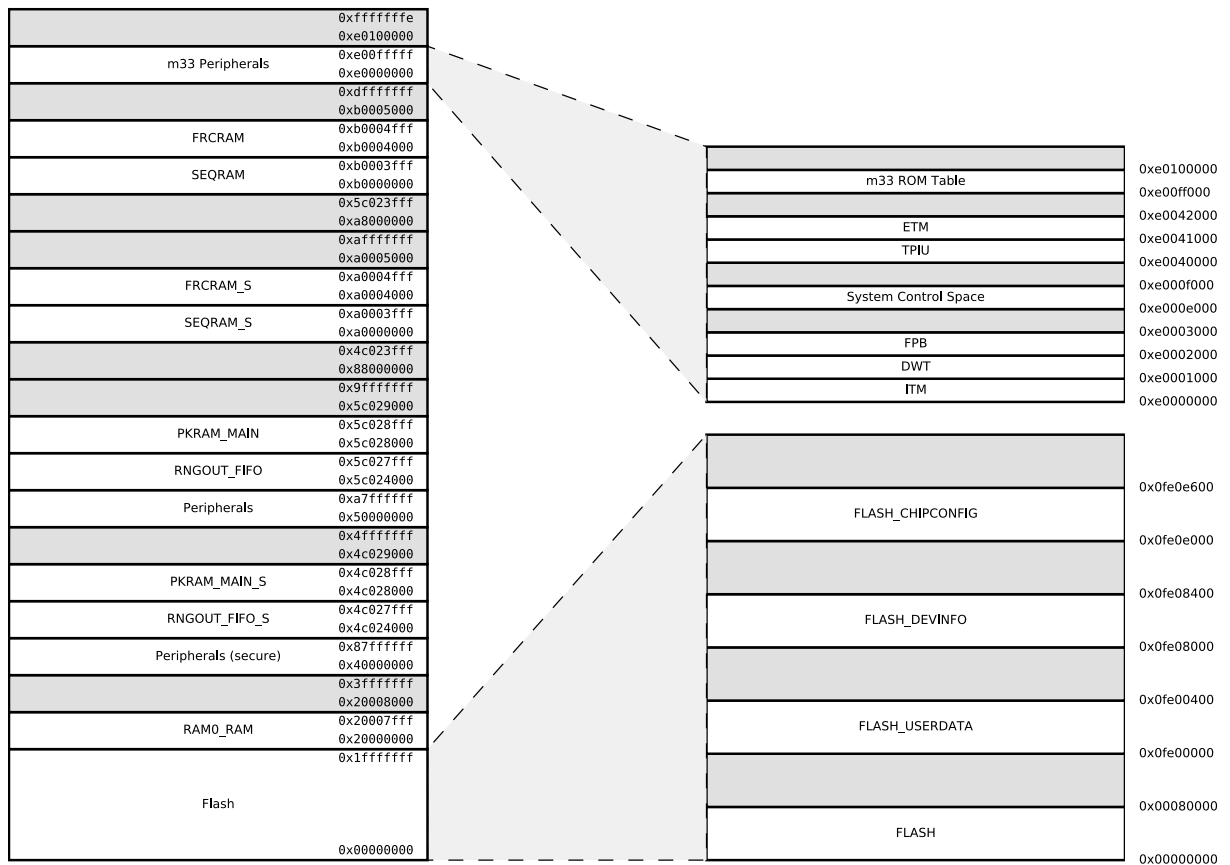 0xfffffffe
0xe0100000
m33 Peripherals
0xe00fffff
0xe0000000
0xdfffffff
0xb0005000
FRCRAM
0xb0004fff
0xb0004000
SEQRAM
0xb0003fff
0xb0000000
0x5c023fff
0xa8000000
0xafffffff
0xa0005000
FRCRAM_S
0xa0004fff
0xa0004000
SEQRAM_S
0xa0003fff
0xa0000000
0x4c023fff
0x88000000
0x9fffffff
0x5c029000
PKRAM_MAIN
0x5c028fff
0x5c028000
RNGOUT_FIFO
0x5c027fff
0x5c024000
Peripherals
0xa7ffffff
0x50000000
0x4fffffff
0x4c029000
PKRAM_MAIN_S
0x4c028fff
0x4c028000
RNGOUT_FIFO_S
0x4c027fff
0x4c024000
Peripherals (secure)
0x87ffffff
0x40000000
0x3fffffff
0x20008000
RAM0_RAM
0x20007fff
0x20000000
0x1fffffff
Flash
0x00000000
0xe0100000
m33 ROM Table
0xe00ff000
0xe0042000
ETM
0xe0041000
TPIU
0xe0040000
0xe000f000
System Control Space
0xe000e000
0xe0003000
FPB
0xe0002000
DWT
0xe0001000
ITM
0xe0000000
0x0fe0e600
FLASH_CHIPCONFIG
0x0fe0e000
0x0fe08400
FLASH_DEVINFO
0x0fe08000
0x0fe00400
FLASH_USERDATA
0x0fe00000
0x00080000
FLASH
0x00000000